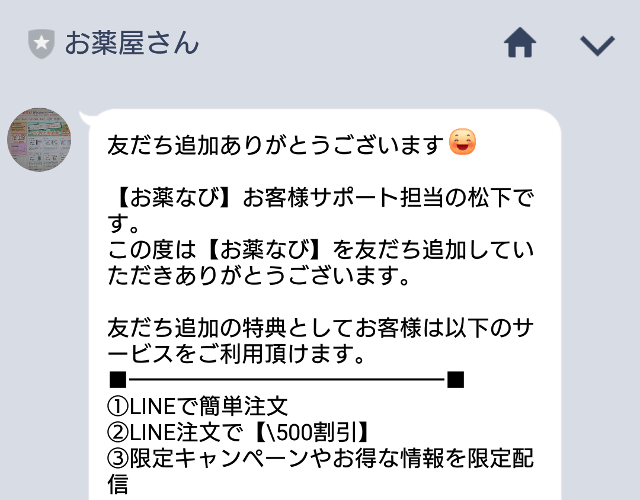 お薬屋さん
友だち追加ありがとうございます
【お薬なび】お客様サポート担当の松下で
す。
この度は【お薬なび】を友だち追加してい
ただきありがとうございます。
友だち追加の特典としてお客様は以下のサ
ービスをご利用頂けます。
■━━━━━━━━━━━━━━■
①LINEで簡単注文
②LINE注文で【\500割引】
③限定キャンペーンやお得な情報を限定配
信